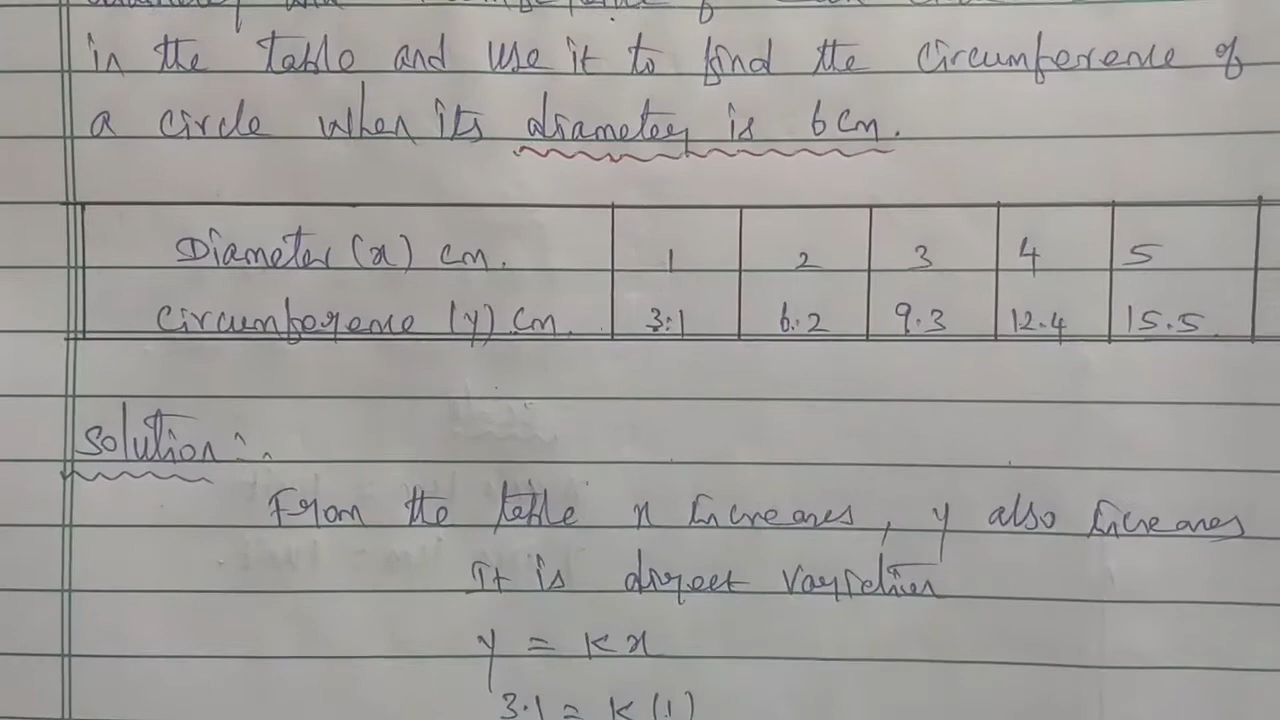 in the table and use it to find the circumference of
a circle when its diameter is 6 cm.
Diameter (x) cm. 1 2 3 4 5
Circumference (y) cm. 3.1 6.2 9.3 12.4 15.5
Solution :.
From the table x increases, y also increases
It is direct variation
y = kx
3.1 = k (1)